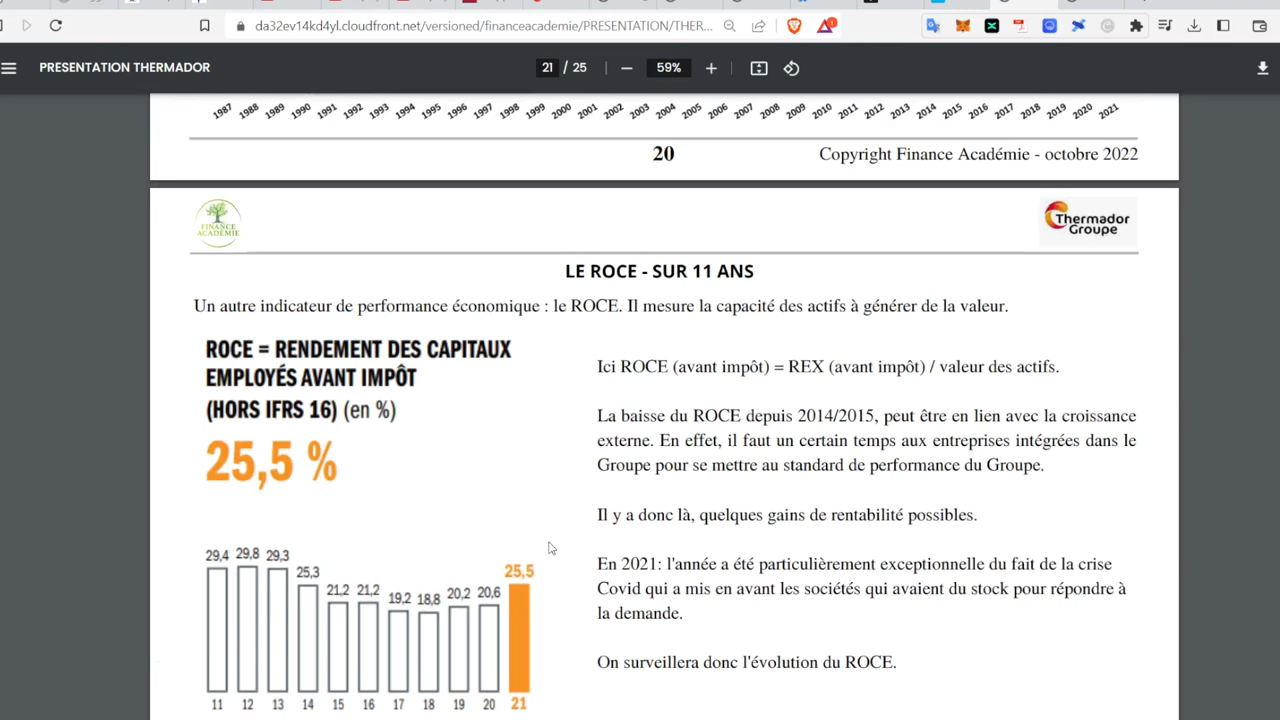 da32ev14kd4yl.cloudfront.net/versioned/financeacademie/PRESENTATION/THER...
PRESENTATION THERMADOR
21 / 25
59%
1987 1988 1989 1990 1991 1992 1993 1994 1995 1996 1997 1998 1999 2000 2001 2002 2003 2004 2005 2006 2007 2008 2009 2010 2011 2012 2013 2014 2015 2016 2017 2018 2019 2020 2021
20
Copyright Finance Académie - octobre 2022
FINANCE
ACADÉMIE
Thermador
Groupe
LE ROCE - SUR 11 ANS
Un autre indicateur de performance économique : le ROCE. Il mesure la capacité des actifs à générer de la valeur.
ROCE = RENDEMENT DES CAPITAUX
EMPLOYÉS AVANT IMPÔT
(HORS IFRS 16) (en %)
25,5 %
29,4 29,8 29,3 25,3 21,2 21,2 19,2 18,8 20,2 20,6 25,5
11 12 13 14 15 16 17 18 19 20 21
Ici ROCE (avant impôt) = REX (avant impôt) / valeur des actifs.
La baisse du ROCE depuis 2014/2015, peut être en lien avec la croissance
externe. En effet, il faut un certain temps aux entreprises intégrées dans le
Groupe pour se mettre au standard de performance du Groupe.
Il y a donc là, quelques gains de rentabilité possibles.
En 2021: l'année a été particulièrement exceptionnelle du fait de la crise
Covid qui a mis en avant les sociétés qui avaient du stock pour répondre à
la demande.
On surveillera donc l'évolution du ROCE.